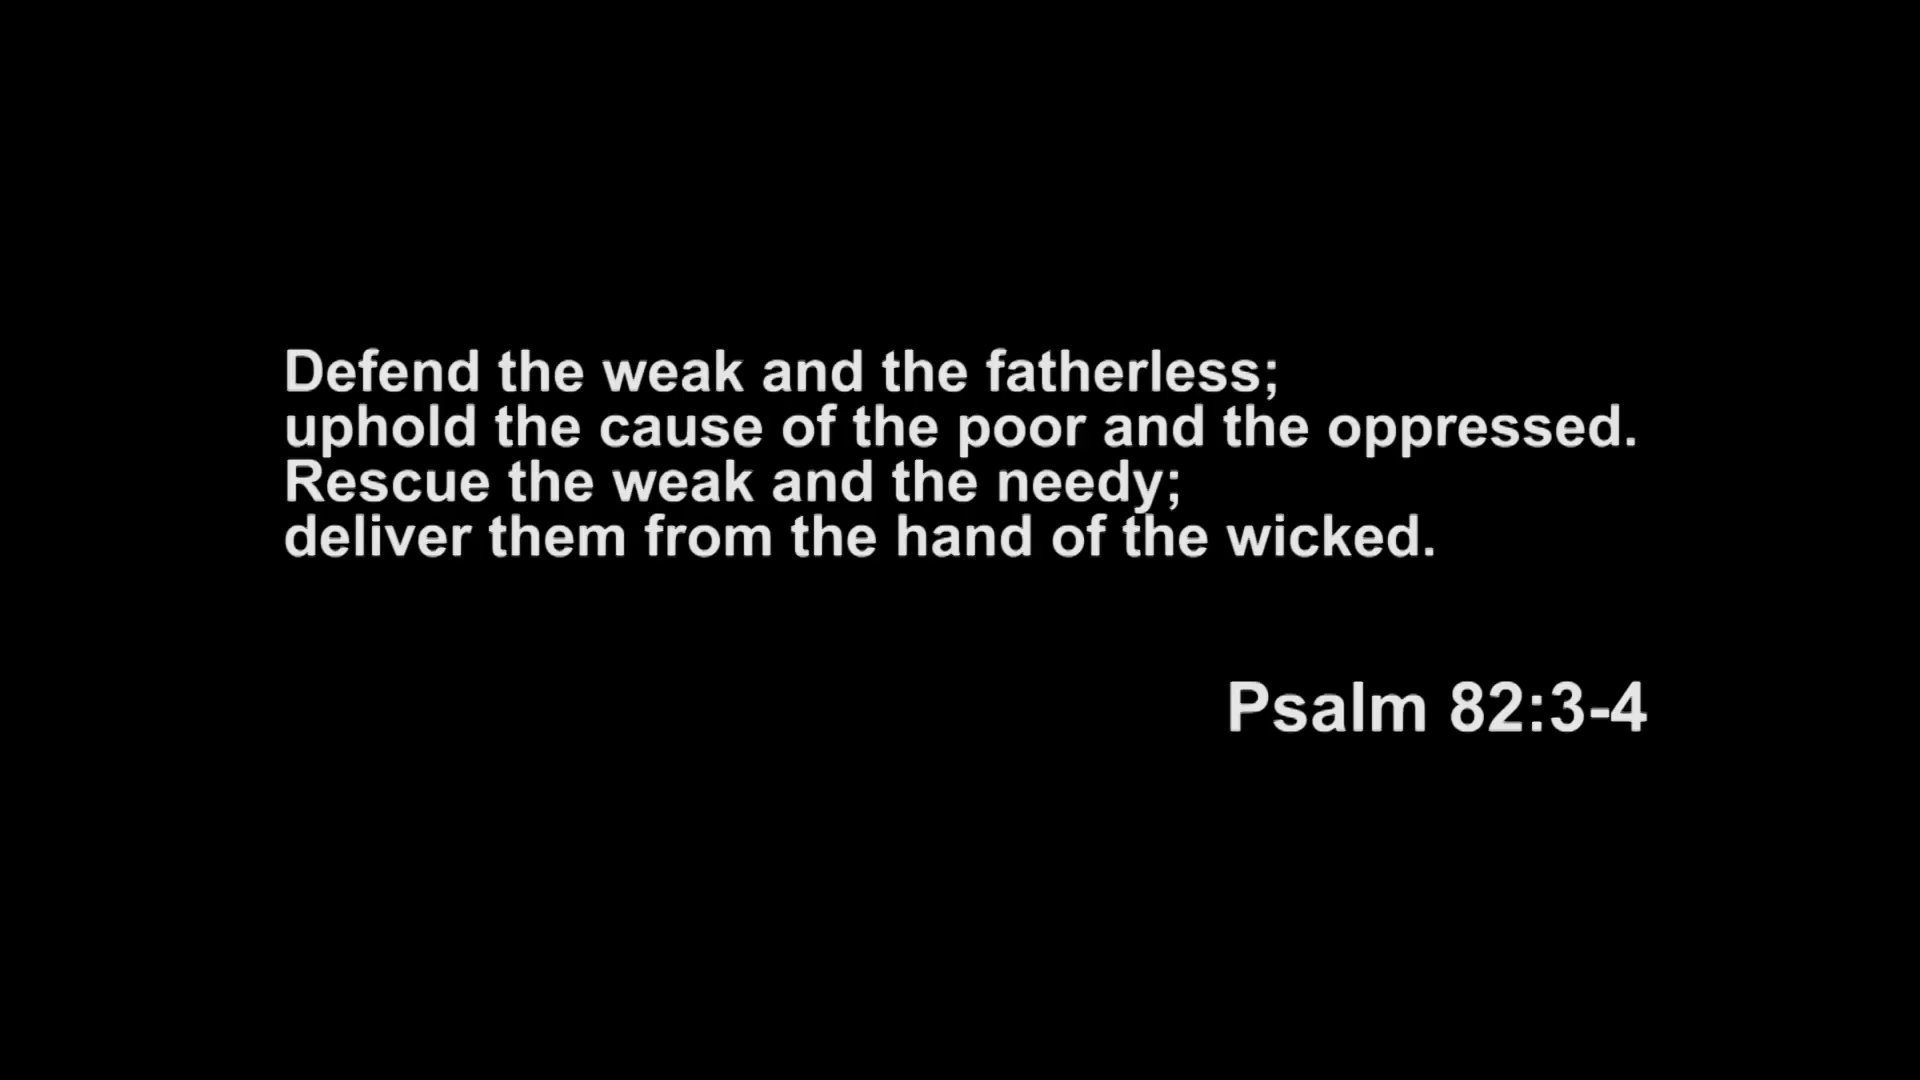 Defend the weak and the fatherless;
uphold the cause of the poor and the oppressed.
Rescue the weak and the needy;
deliver them from the hand of the wicked.
Psalm 82:3-4